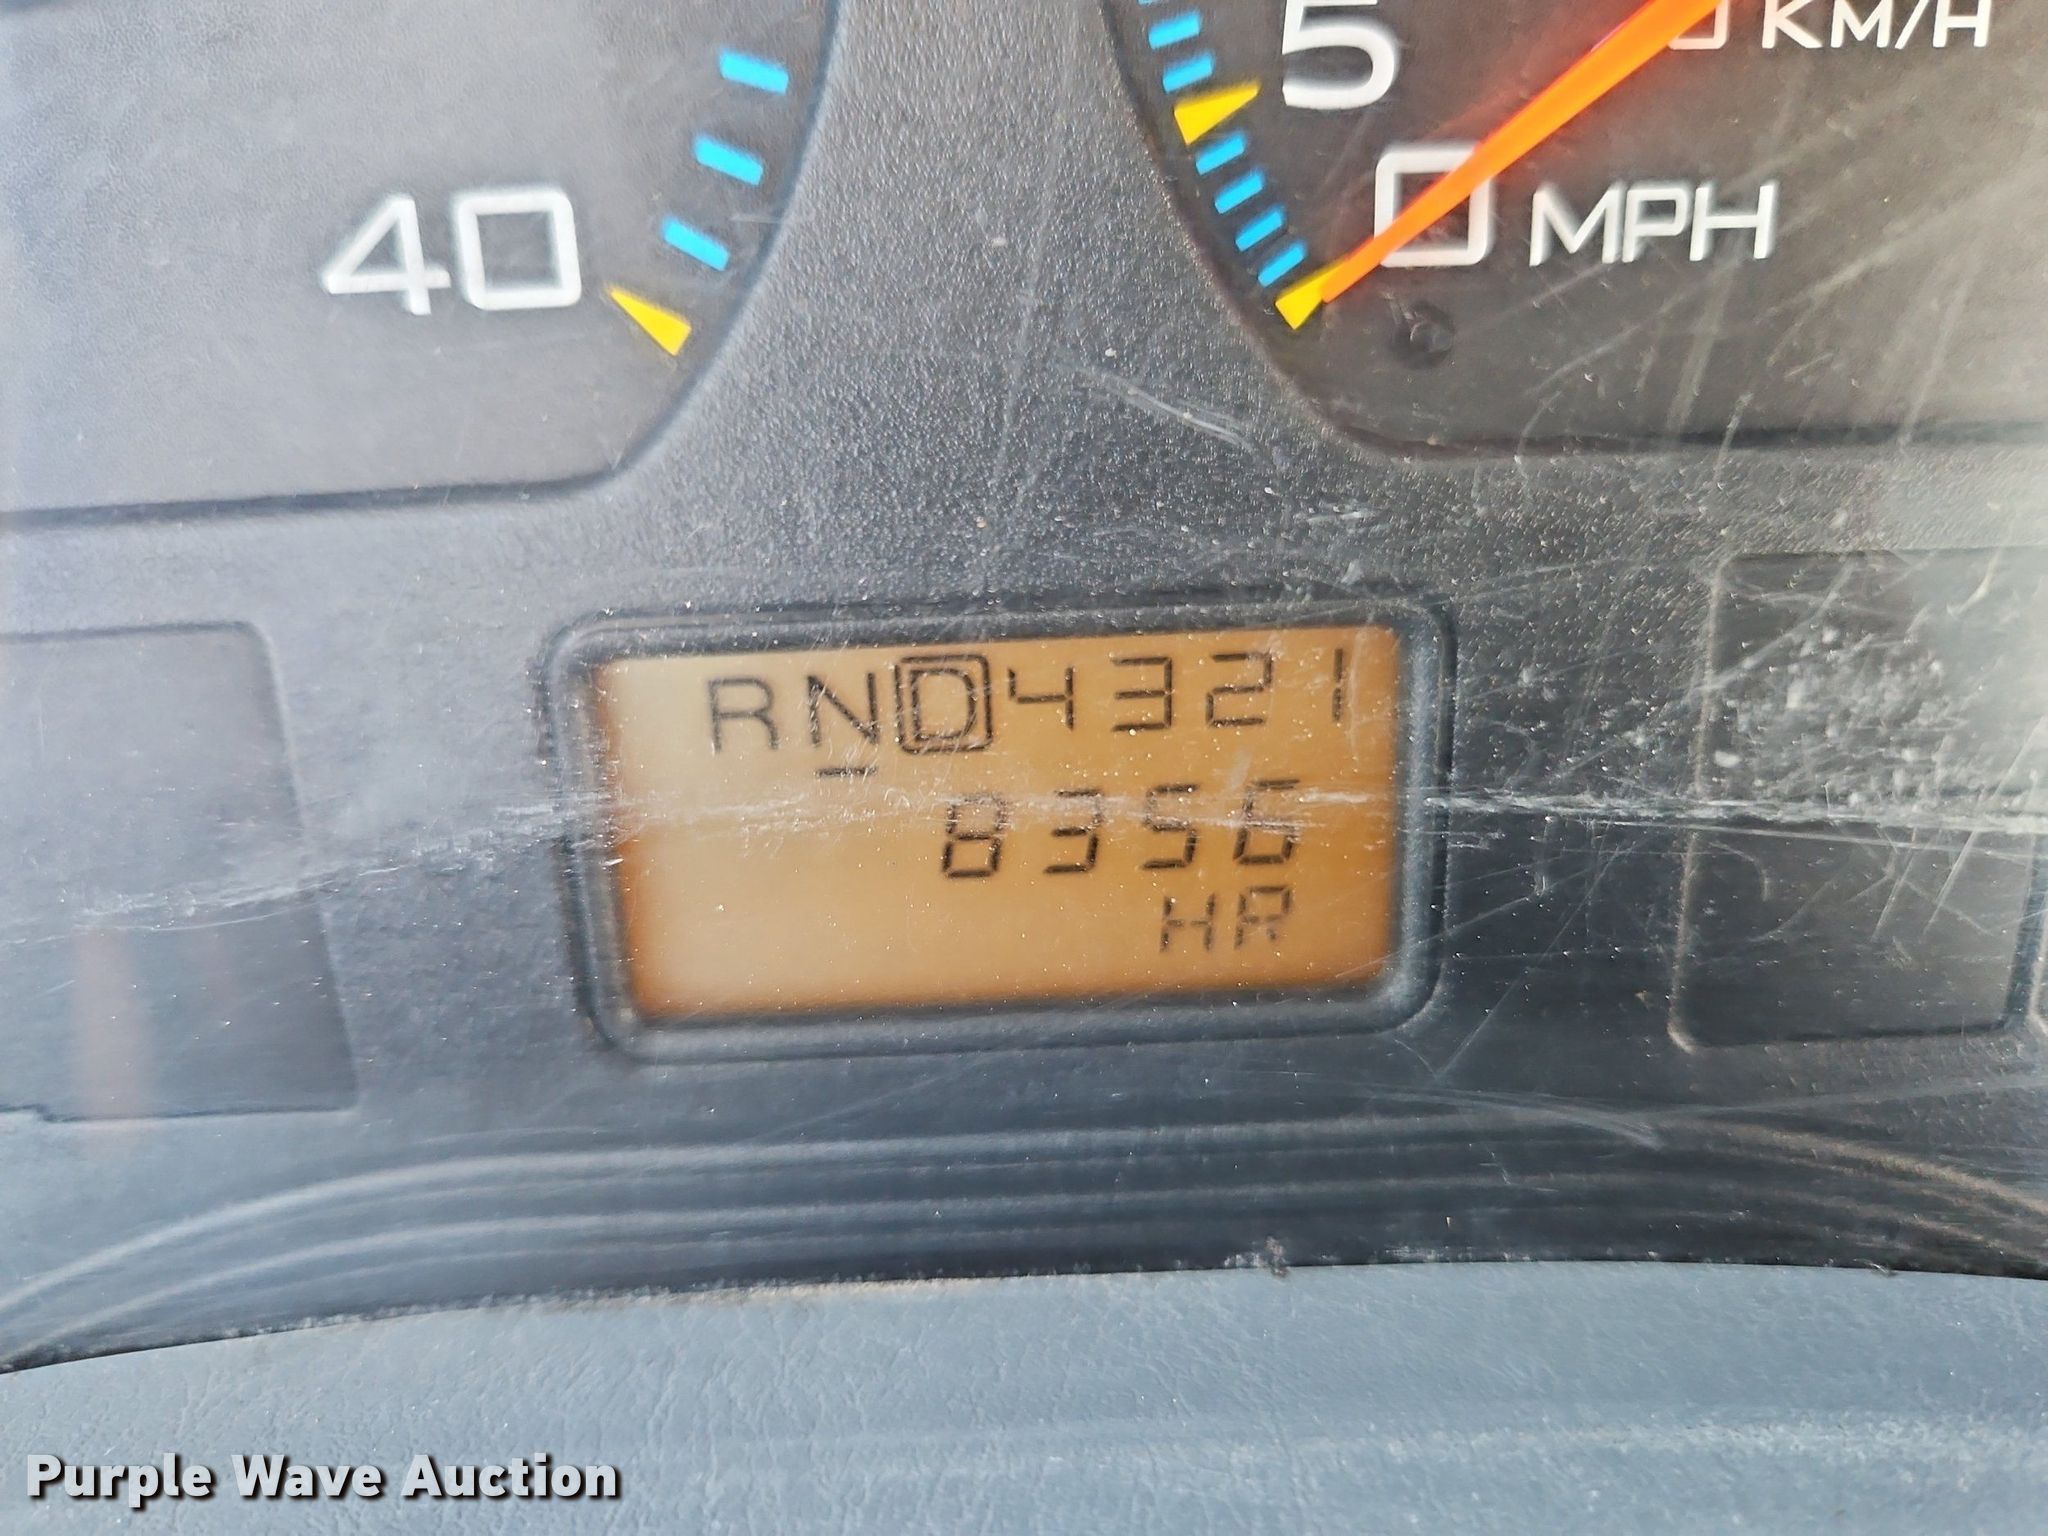 5
KM/H
40
0 MPH
RND4321
8356
HR
Purple Wave Auction